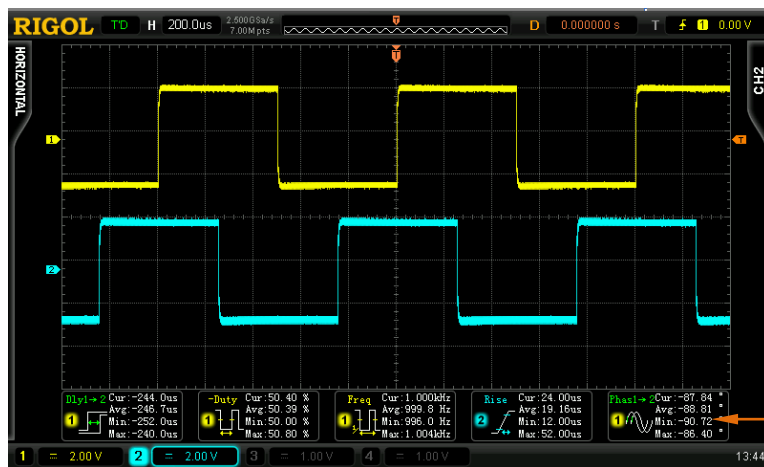 RIGOL T'D H 200.0us 2.500GSa/s 7.00Mpts T D 0.000000 s T 1 0.00 V
HORIZONTAL
CH2
T
1
T
2
Dly1→2 Cur:-244.0us
Avg:-246.7us
1 Min:-252.0us
Max:-240.0us
-Duty Cur:50.40 %
Avg:50.39 %
1 Min:50.00 %
Max:50.80 %
Freq Cur:1.000kHz
Avg:999.8 Hz
1 Min:996.0 Hz
Max:1.004kHz
Rise Cur:24.00us
Avg:19.16us
2 Min:12.00us
Max:52.00us
Phas1→2 Cur:-87.84 °
Avg:-88.81 °
1 Min:-90.72 °
Max:-86.40 °
1 = 2.00 V 2 = 2.00 V 3 = 1.00 V 4 = 1.00 V 13:44